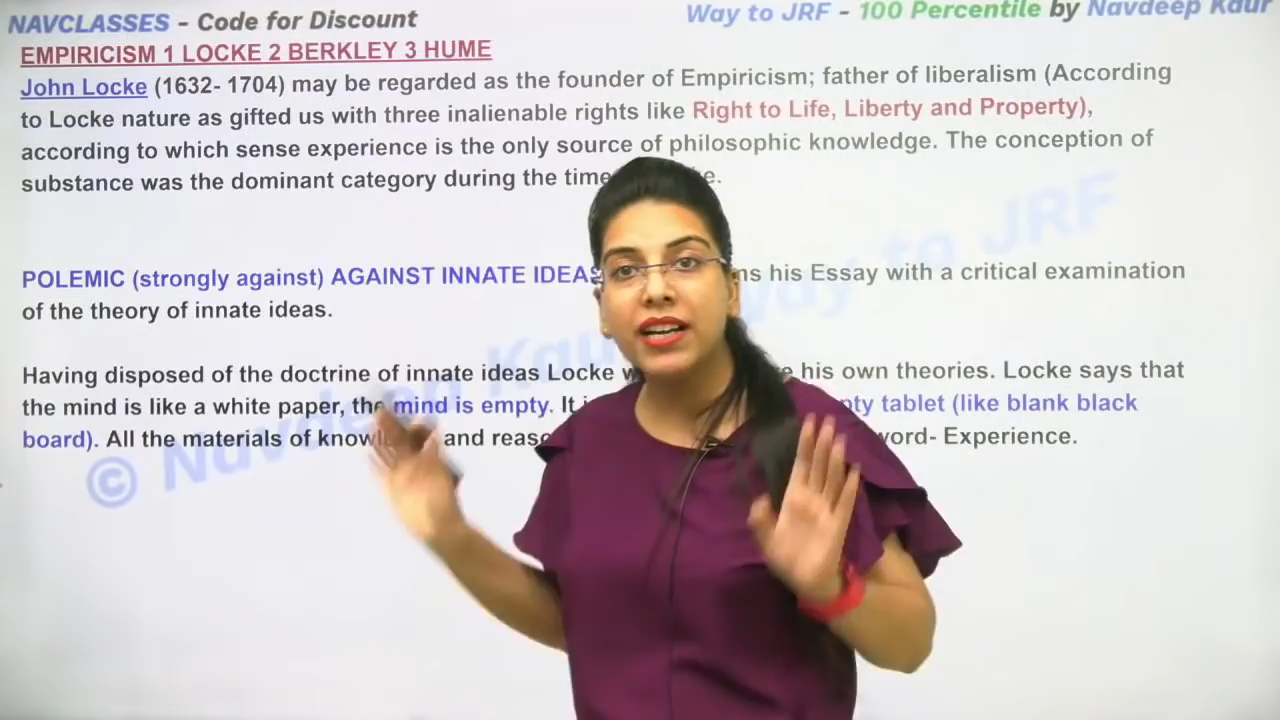 NAVCLASSES - Code for Discount
Way to JRF - 100 Percentile by Navdeep Kaur
EMPIRICISM 1 LOCKE 2 BERKLEY 3 HUME
John Locke (1632- 1704) may be regarded as the founder of Empiricism; father of liberalism (According
to Locke nature as gifted us with three inalienable rights like Right to Life, Liberty and Property),
according to which sense experience is the only source of philosophic knowledge. The conception of
substance was the dominant category during the time
POLEMIC (strongly against) AGAINST INNATE IDEAS his Essay with a critical examination
of the theory of innate ideas.
Having disposed of the doctrine of innate ideas Locke his own theories. Locke says that
the mind is like a white paper, the mind is empty. It tablet (like blank black
board). All the materials of and Experience.
© Navdeep Kaur Way to JRF